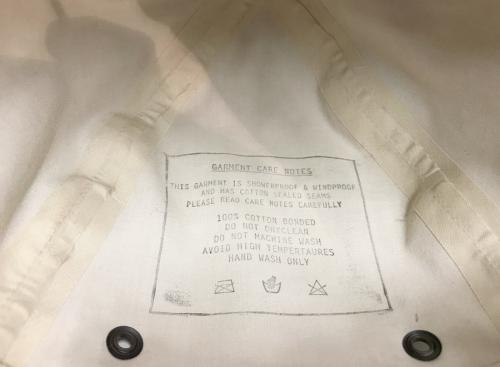 GARMENT CARE NOTES
THIS GARMENT IS SHOWERPROOF & WINDPROOF
AND HAS COTTON SEALED SEAMS
PLEASE READ CARE NOTES CAREFULLY
100% COTTON BONDED
DO NOT DRYCLEAN
DO NOT MACHINE WASH
AVOID HIGH TEMPERTAURES
HAND WASH ONLY